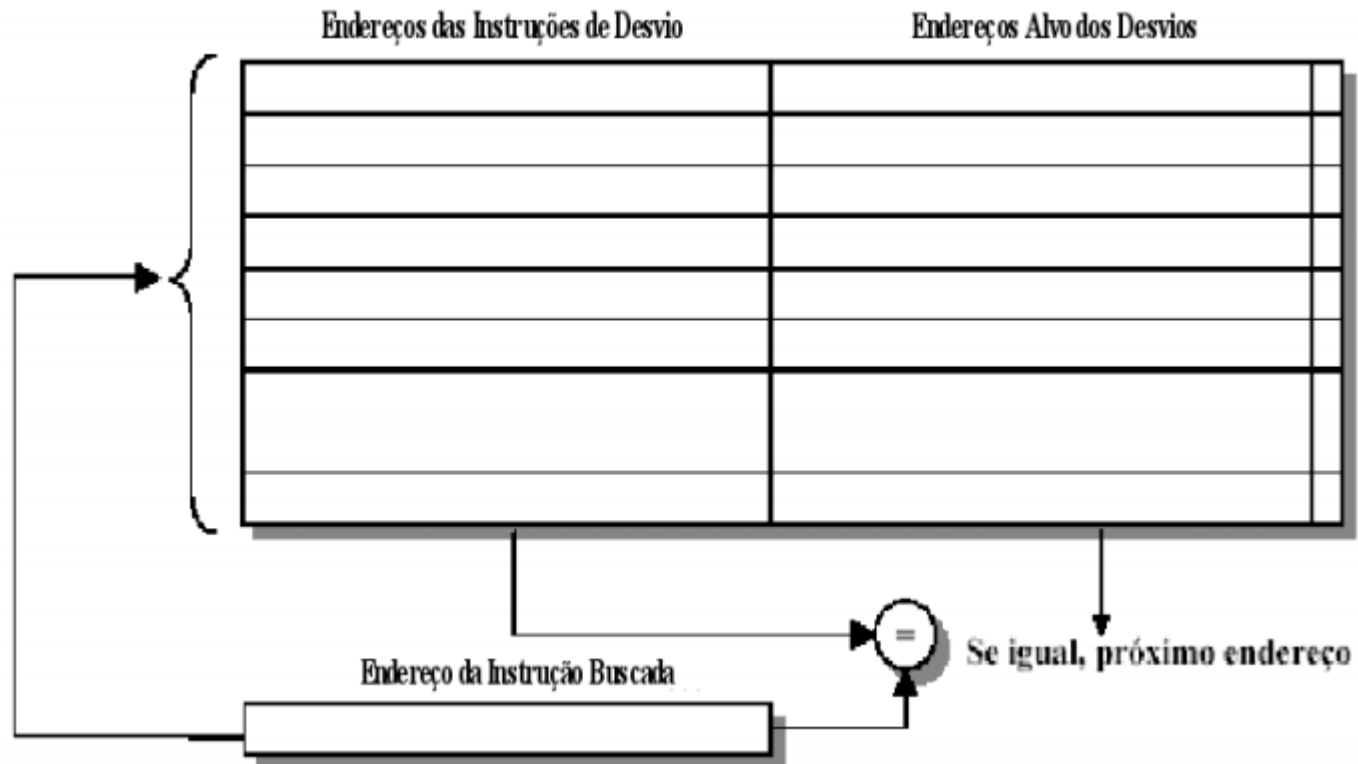 Endereços das Instruções de Desvio
Endereços Alvo dos Desvios
=
Se igual, próximo endereço
Endereço da Instrução Buscada